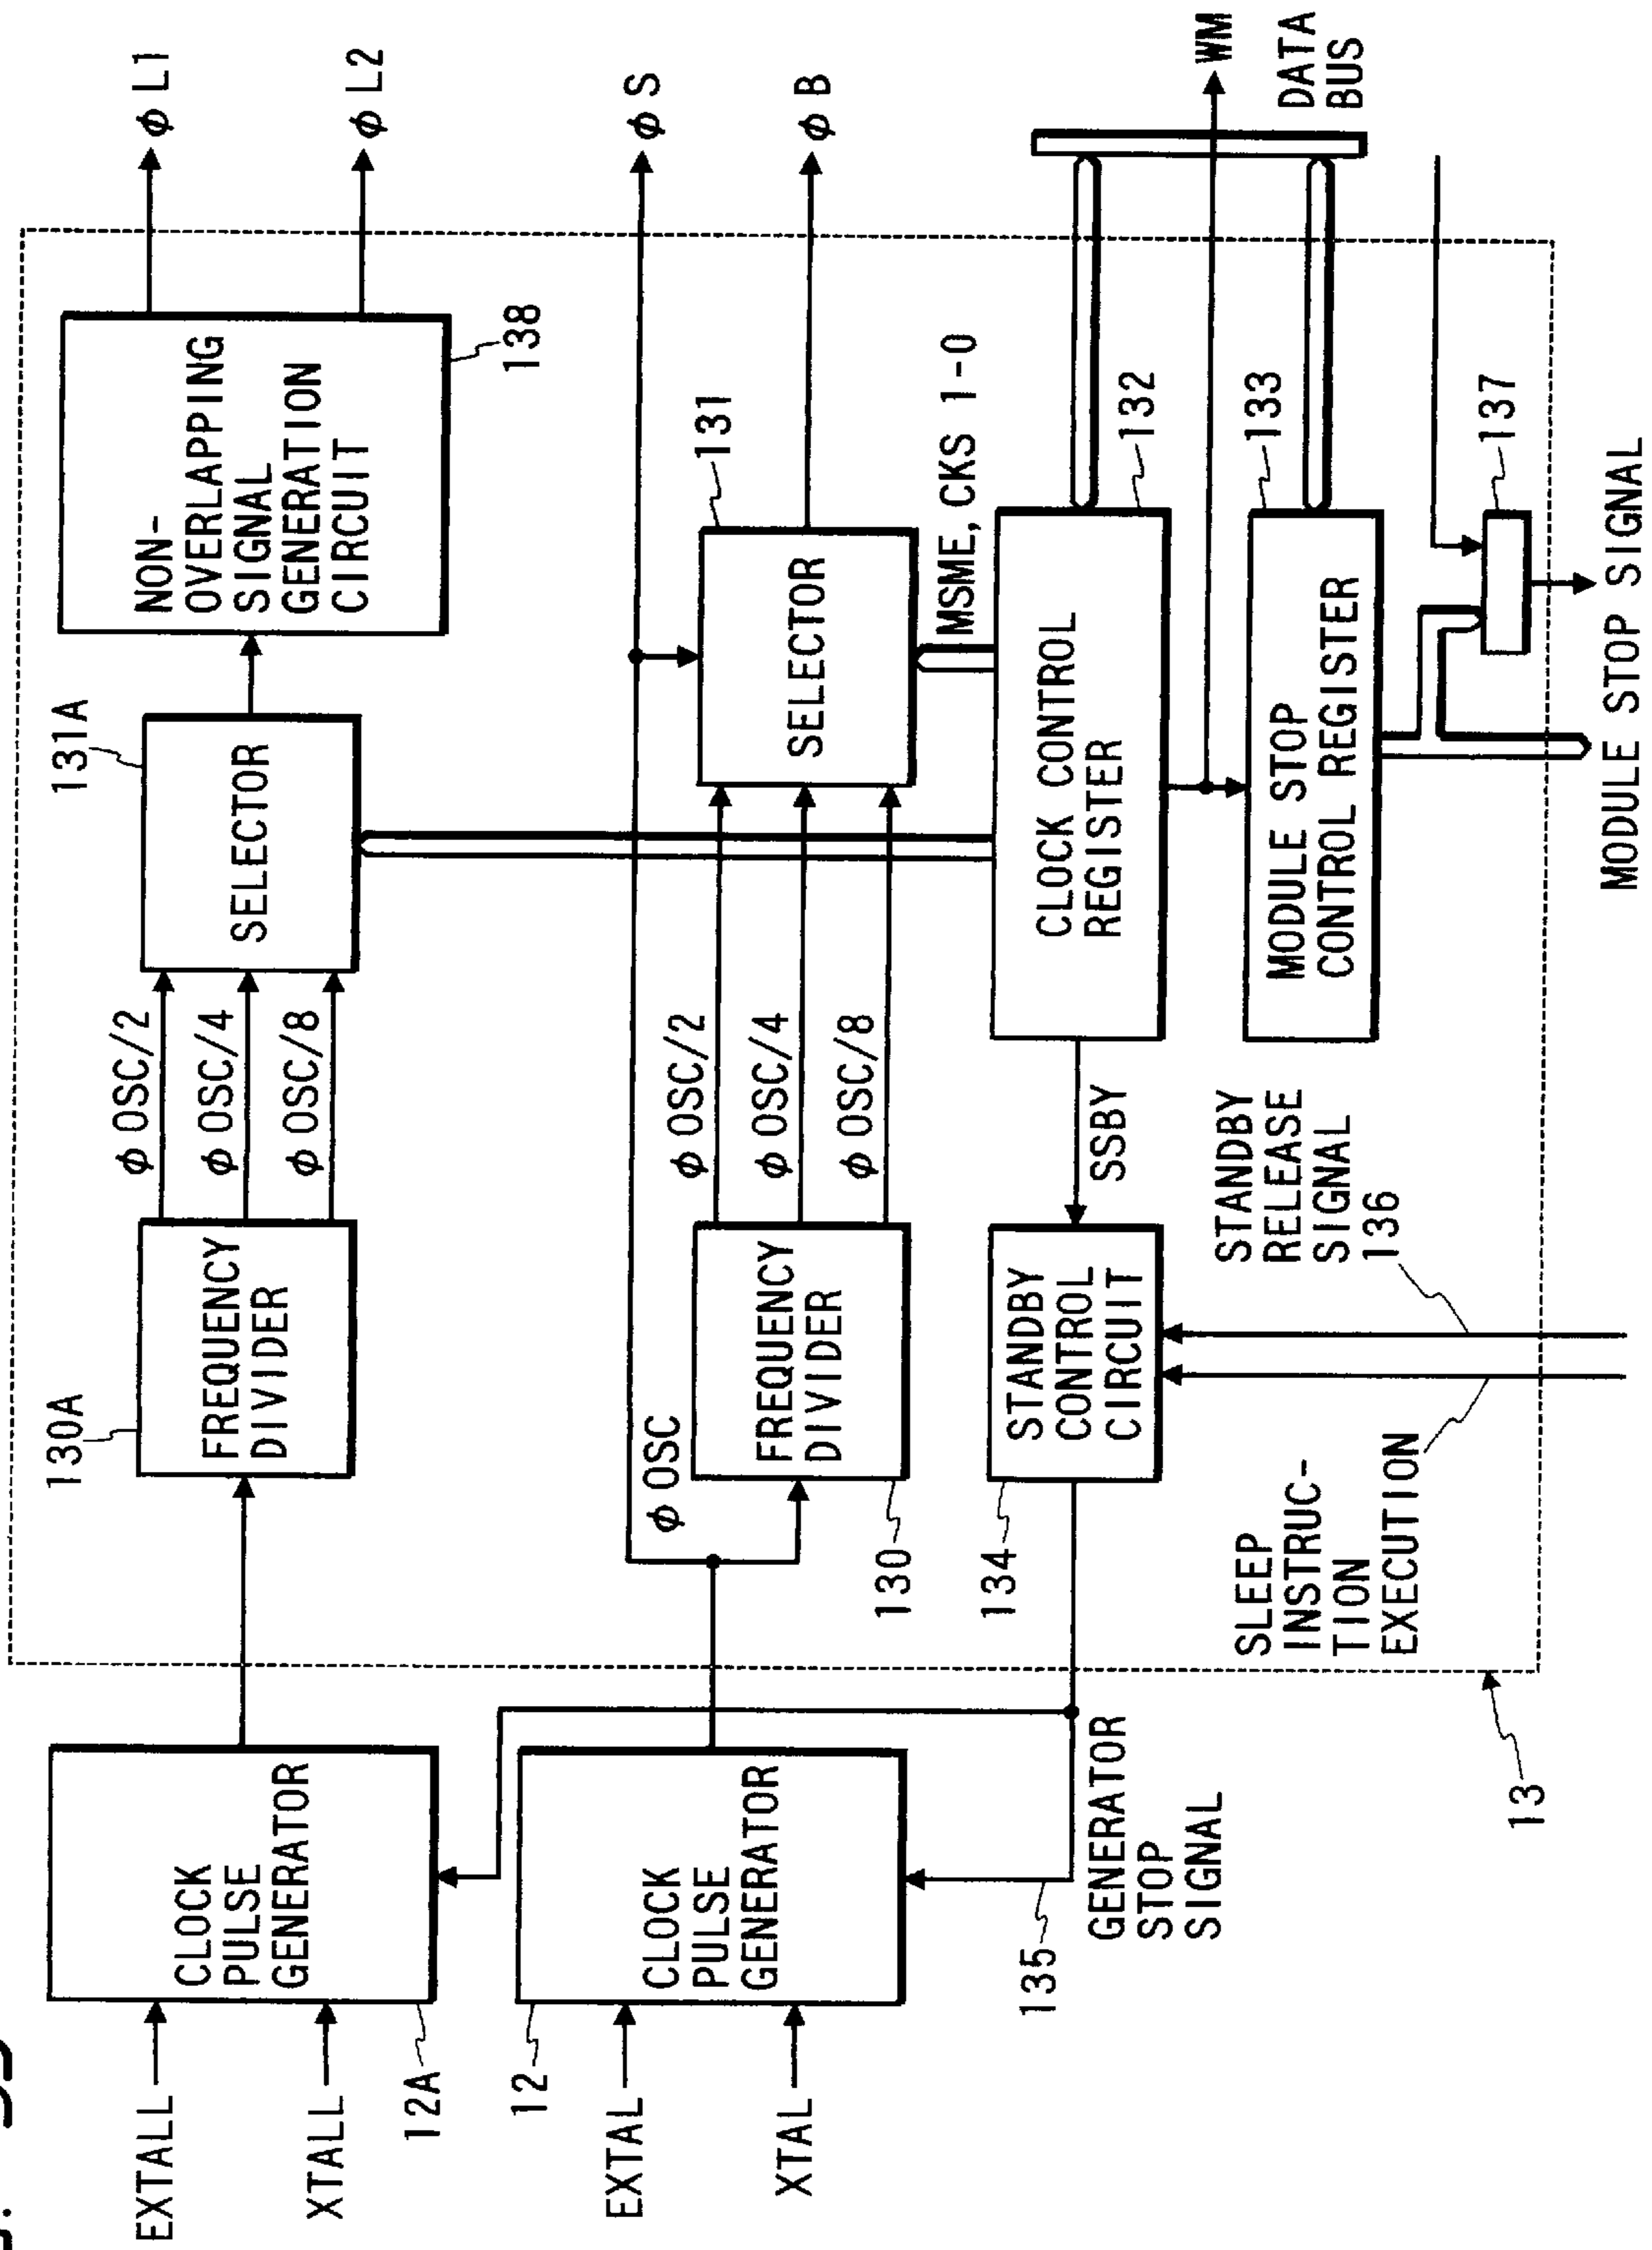 EXTALL
XTALL
12A
CLOCK
PULSE
GENERATOR
130A
FREQUENCY
DIVIDER
φ OSC/2
φ OSC/4
φ OSC/8
131A
SELECTOR
NON-
OVERLAPPING
SIGNAL
GENERATION
CIRCUIT
138
φ L1
φ L2
EXTAL
XTAL
12
CLOCK
PULSE
GENERATOR
φ OSC
FREQUENCY
DIVIDER
130
φ OSC/2
φ OSC/4
φ OSC/8
131
SELECTOR
φ S
φ B
MSME, CKS 1-0
135
GENERATOR
STOP
SIGNAL
134
STANDBY
CONTROL
CIRCUIT
SSBY
CLOCK CONTROL
REGISTER
132
WM
DATA
BUS
MODULE STOP
CONTROL REGISTER
133
137
13
SLEEP
INSTRUC-
TION
EXECUTION
STANDBY
RELEASE
SIGNAL
136
MODULE STOP SIGNAL